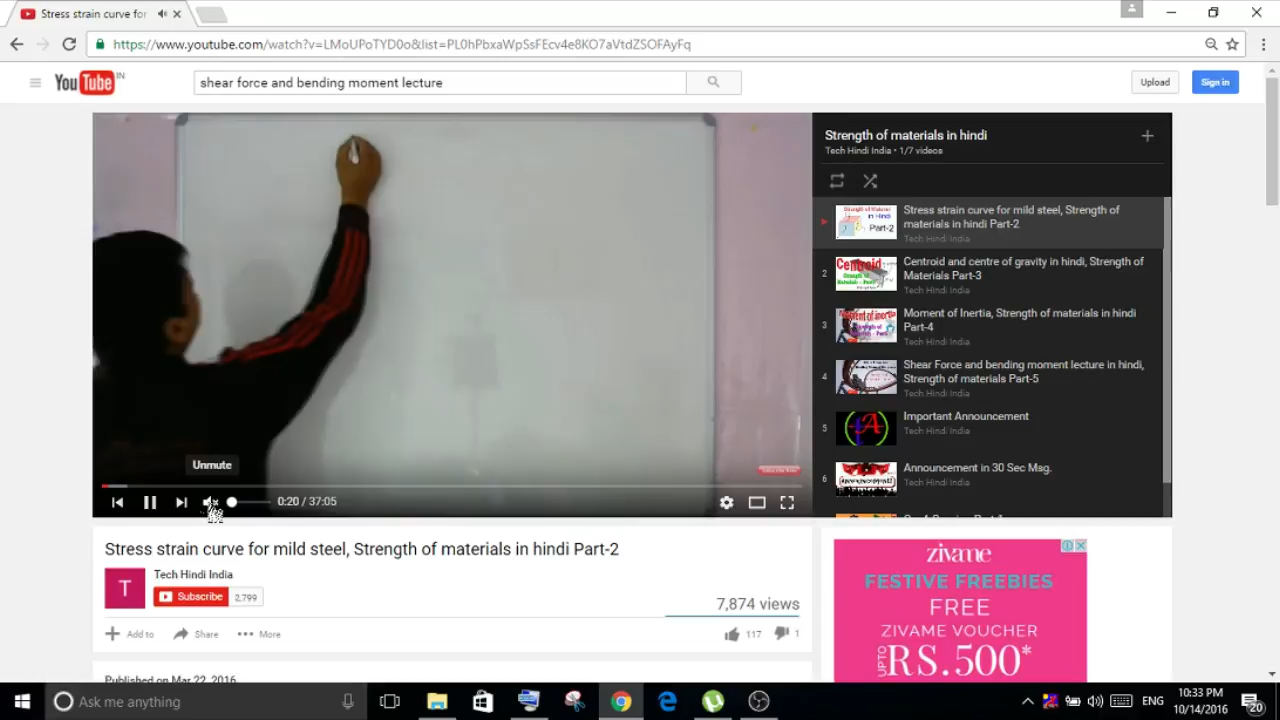 Stress strain curve for
https://www.youtube.com/watch?v=LMoUPoTYD0o&list=PL0hPbxaWpSsFEcv4e8KO7aVtdZSOFAyFq
YouTube IN
shear force and bending moment lecture
Upload
Sign in
Strength of materials in hindi
Tech Hindi India • 1/7 videos
Stress strain curve for mild steel, Strength of
materials in hindi Part-2
Tech Hindi India
2
Centroid and centre of gravity in hindi, Strength of
Materials Part-3
Tech Hindi India
3
Moment of Inertia, Strength of materials in hindi
Part-4
Tech Hindi India
4
Shear Force and bending moment lecture in hindi,
Strength of materials Part-5
Tech Hindi India
5
Important Announcement
Tech Hindi India
6
Announcement in 30 Sec Msg.
Tech Hindi India
Unmute
0:20 / 37:05
Stress strain curve for mild steel, Strength of materials in hindi Part-2
T
Tech Hindi India
Subscribe 2,799
7,874 views
Add to
Share
More
117
1
Published on Mar 22, 2016
zivame
FESTIVE FREEBIES
FREE
ZIVAME VOUCHER
UPTO RS.500*
Ask me anything
ENG
10:33 PM
10/14/2016
20